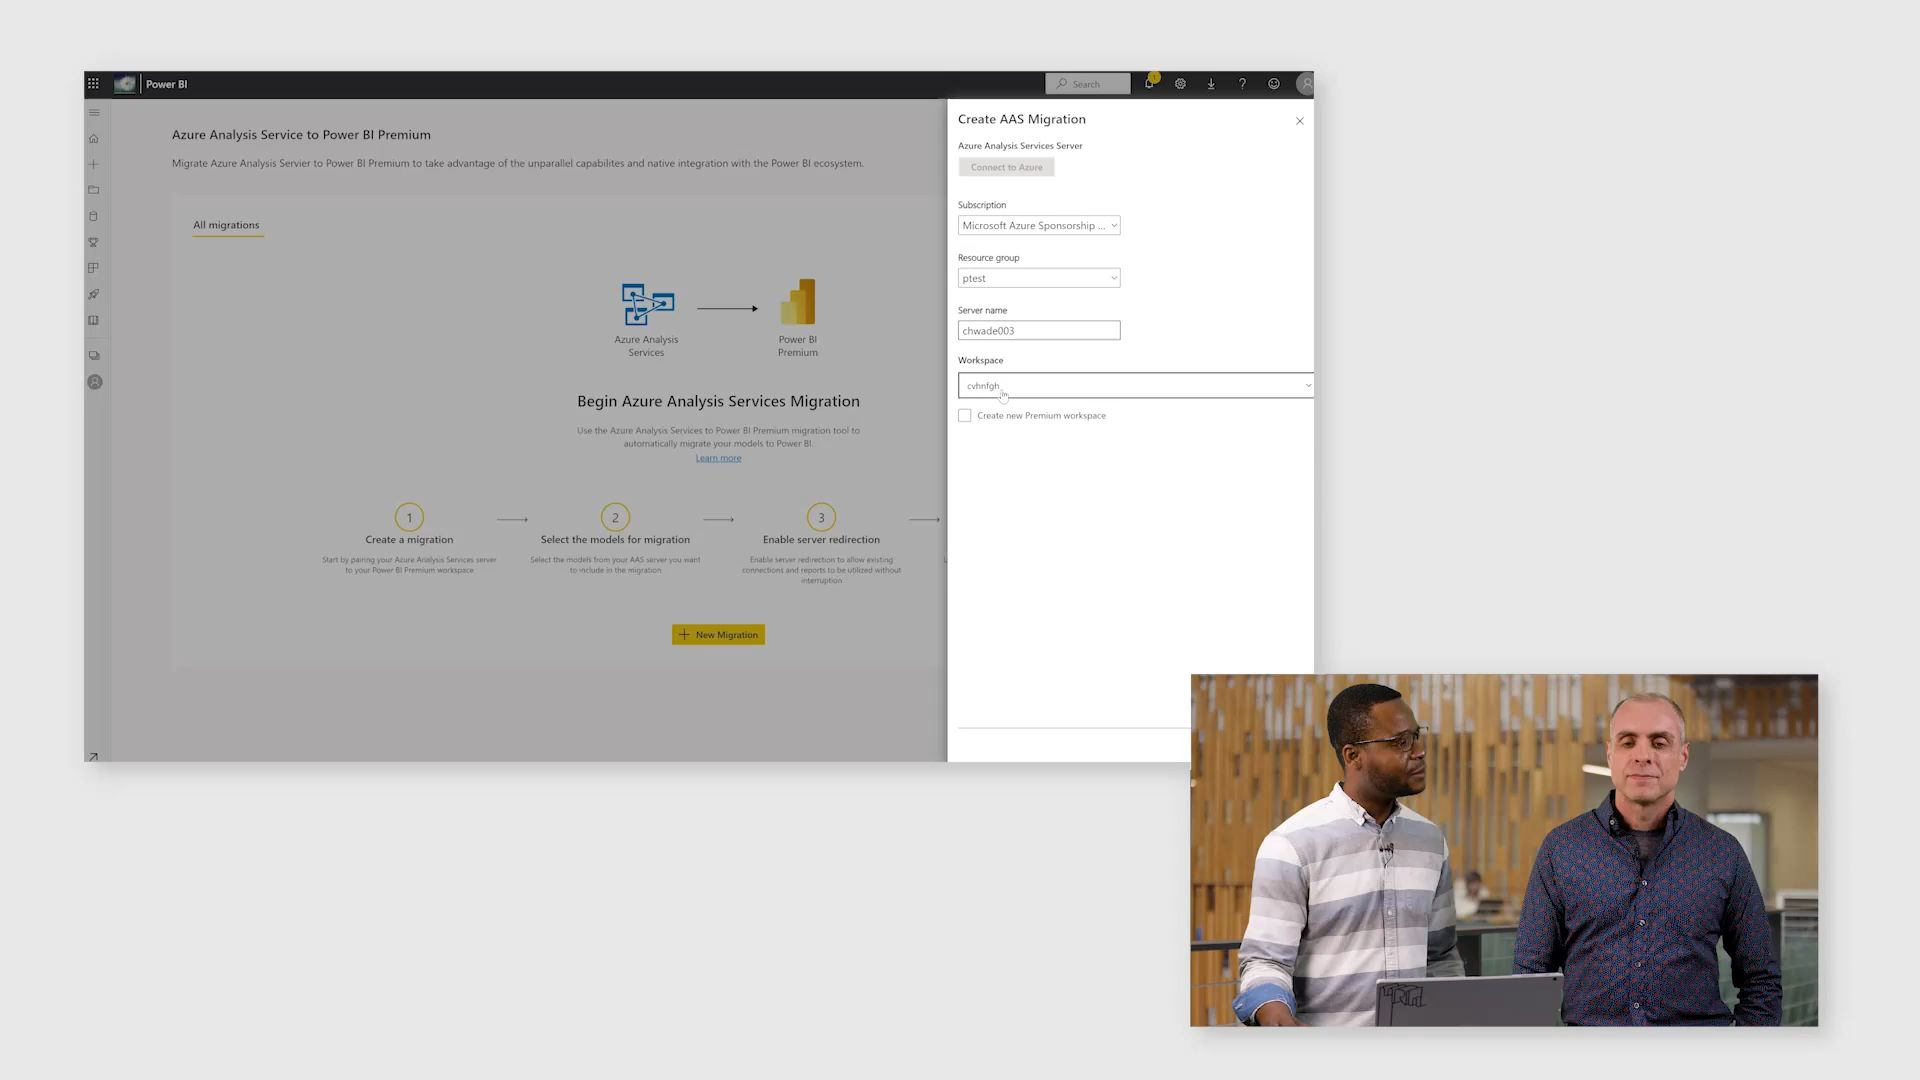 Power BI
Search
1
Azure Analysis Service to Power BI Premium
Migrate Azure Analysis Servier to Power BI Premium to take advantage of the unparallel capabilites and native integration with the Power BI ecosystem.
All migrations
Azure Analysis
Services
Power BI
Premium
Begin Azure Analysis Services Migration
Use the Azure Analysis Services to Power BI Premium migration tool to
automatically migrate your models to Power BI.
Learn more
1
Create a migration
Start by pairing your Azure Analysis Services server
to your Power BI Premium workspace
2
Select the models for migration
Select the models from your AAS server you want
to include in the migration
3
Enable server redirection
Enable server redirection to allow existing
connections and reports to be utilized without
interruption
+ New Migration
Create AAS Migration
Azure Analysis Services Server
Connect to Azure
Subscription
Microsoft Azure Sponsorship ...
Resource group
ptest
Server name
chwade003
Workspace
cvhnfgh
Create new Premium workspace